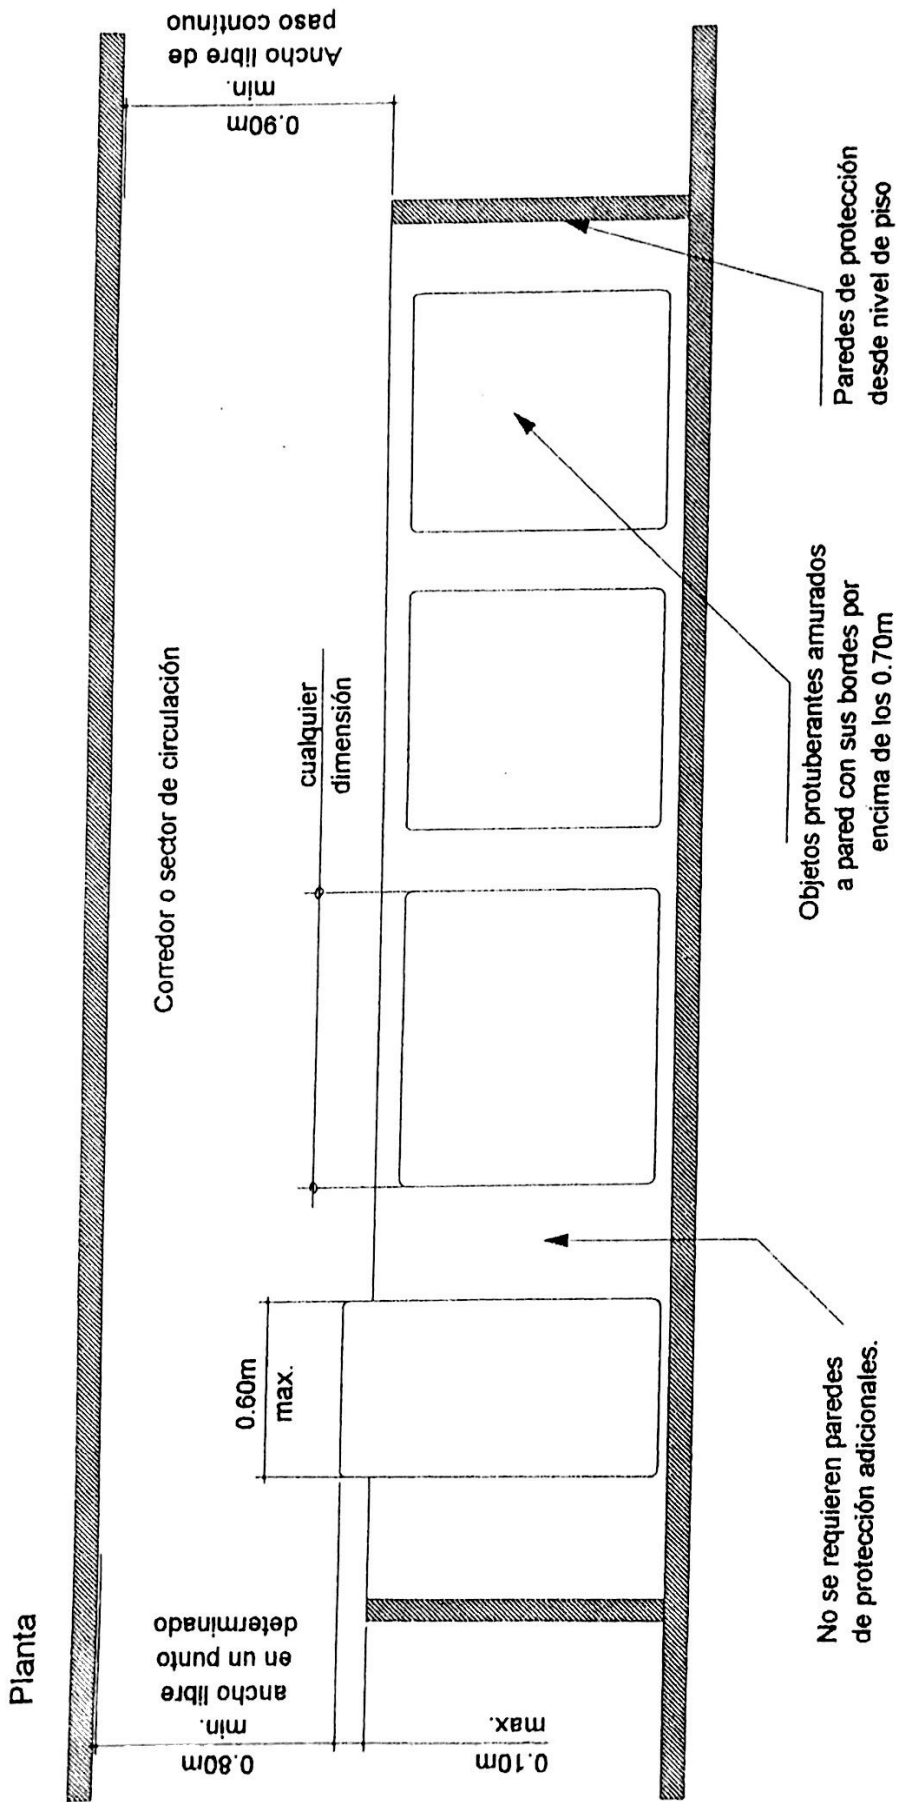 Planta
0.80m
min.
ancho libre
en un punto
determinado
0.10m
max.
0.60m
max.
Corredor o sector de circulación
cualquier
dimensión
0.90m
min.
Ancho libre de
paso contínuo
No se requieren paredes
de protección adicionales.
Objetos protuberantes amurados
a pared con sus bordes por
encima de los 0.70m
Paredes de protección
desde nivel de piso